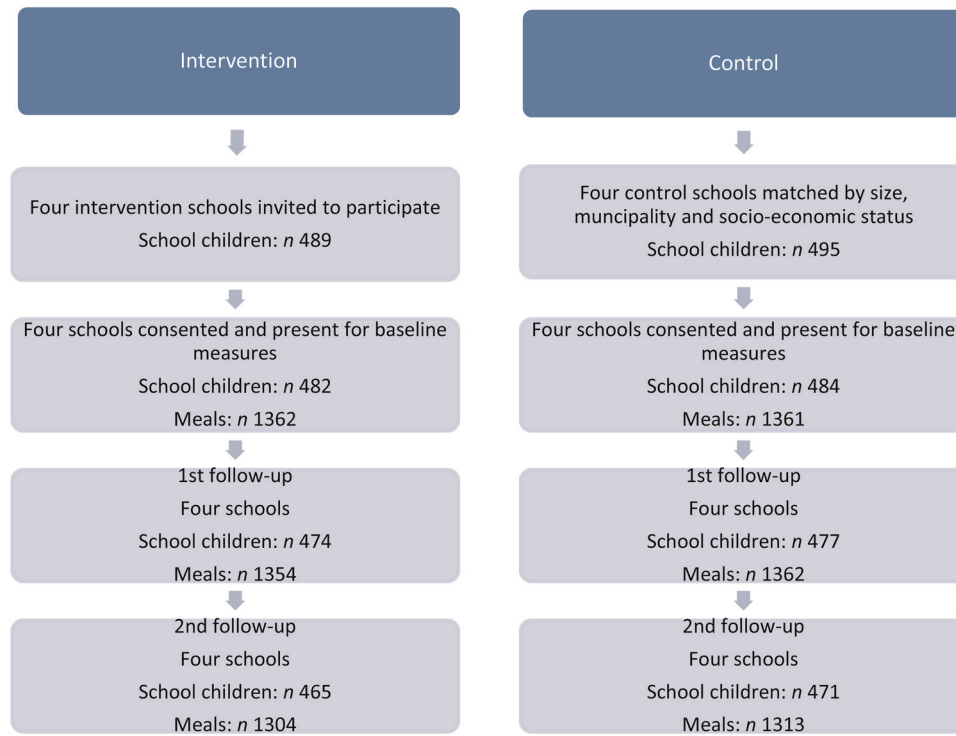 Intervention
Four intervention schools invited to participate
School children: n 489
Four schools consented and present for baseline
measures
School children: n 482
Meals: n 1362
1st follow-up
Four schools
School children: n 474
Meals: n 1354
2nd follow-up
Four schools
School children: n 465
Meals: n 1304
Control
Four control schools matched by size,
muncipality and socio-economic status
School children: n 495
Four schools consented and present for baseline
measures
School children: n 484
Meals: n 1361
1st follow-up
Four schools
School children: n 477
Meals: n 1362
2nd follow-up
Four schools
School children: n 471
Meals: n 1313